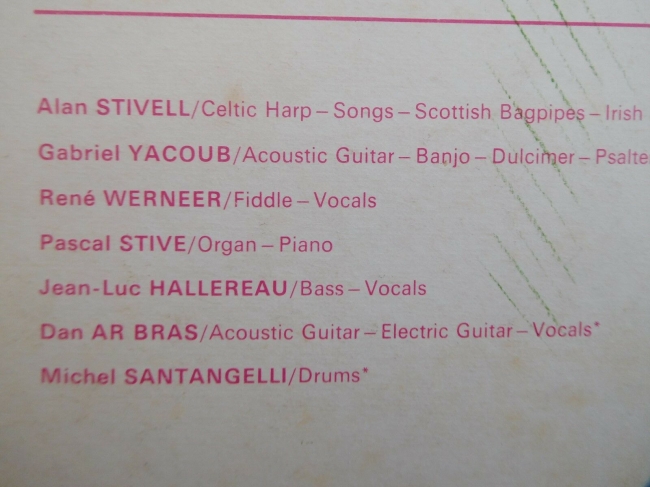 Alan STIVELL/Celtic Harp – Songs – Scottish Bagpipes – Irish
Gabriel YACOUB/Acoustic Guitar – Banjo – Dulcimer – Psalte
René WERNEER/Fiddle – Vocals
Pascal STIVE/Organ – Piano
Jean-Luc HALLEREAU/Bass – Vocals
Dan AR BRAS/Acoustic Guitar – Electric Guitar – Vocals*
Michel SANTANGELLI/Drums*